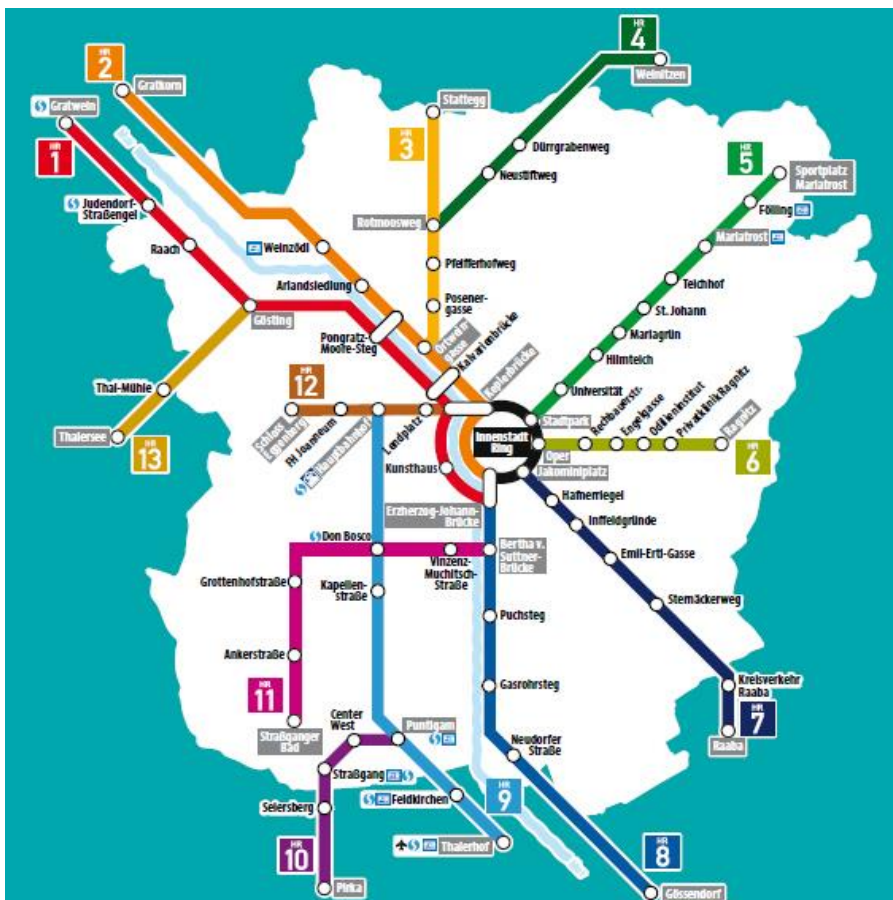 HR
4
HR
2
Weinitzen
Gratkorn
Gratwein
Stattegg
Mur
HR
1
HR
3
Dürrgrabenweg
HR
5
Neustiftweg
Sportplatz
Mariatrost
Judendorf-
Straßengel
Fölling
Rotmoosweg
Mariatrost
Raach
Weinzödl
Pfeifferhofweg
Teichhof
Arlandsiedlung
Posener-
gasse
St. Johann
Gösting
Mariagrün
Pongratz-
Moore-Steg
Ortwein-
gasse
Kalvarienbrücke
Hilmteich
Keplerbrücke
HR
12
Thal-Mühle
Universität
Rechbauerstr.
Engelgasse
Odilieninstitut
Privatklinik Ragnitz
Schloss
Eggenberg
FH Joanneum
Hauptbahnhof
Lendplatz
Stadtpark
Ragnitz
Thalersee
HR
13
Innenstadt
Ring
Oper
HR
6
Kunsthaus
Jakominiplatz
Hafnerriegel
Erzherzog-Johann-
Brücke
Inffeldgründe
Don Bosco
Bertha v.
Suttner-
Brücke
Emil-Ertl-Gasse
Vinzenz-
Muchitsch-
Straße
Grottenhofstraße
Kapellen-
straße
Sternäckerweg
Puchsteg
Ankerstraße
Gasrohrsteg
Kreisverkehr
Raaba
HR
11
HR
7
Straßganger
Bad
Center
West
Puntigam
Neudorfer
Straße
Raaba
Straßgang
Feldkirchen
HR
9
Seiersberg
HR
10
Thalerhof
HR
8
Mur
Pirka
Gössendorf